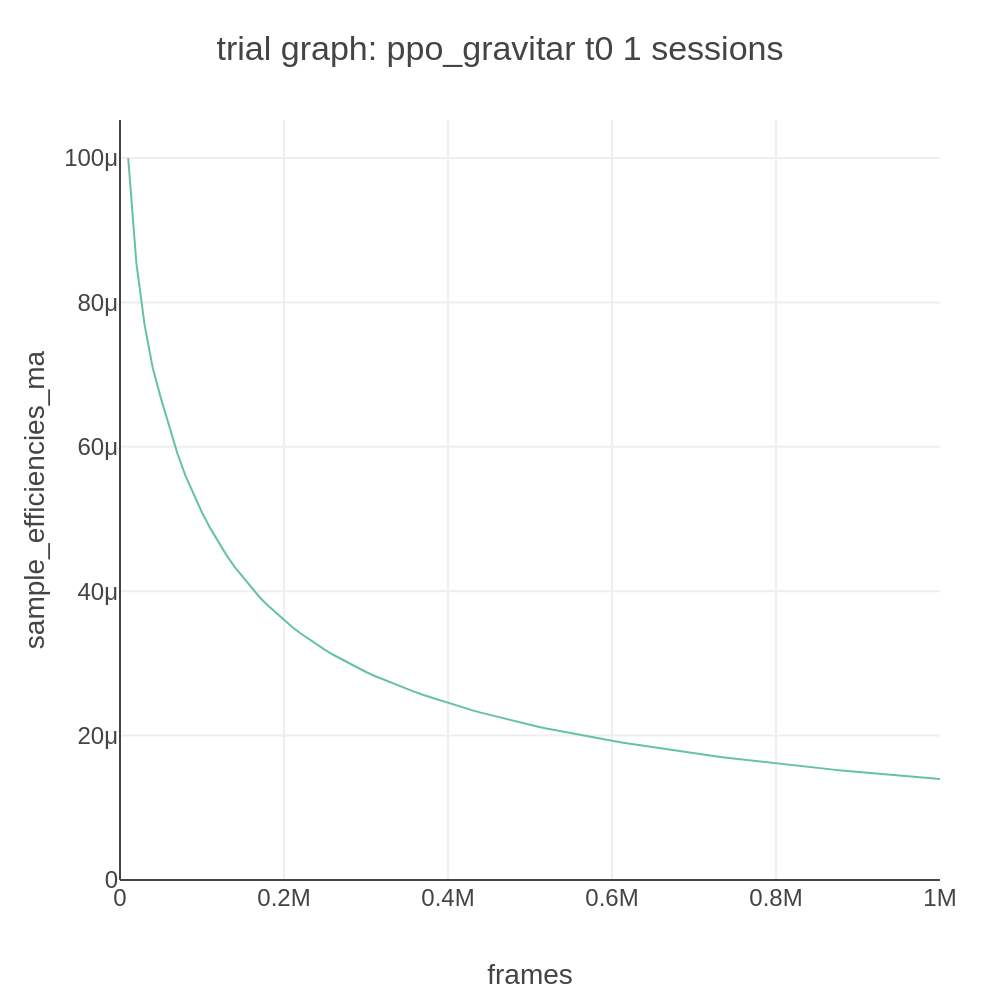 trial graph: ppo_gravitar t0 1 sessions
sample_efficiencies_ma
100μ
80μ
60μ
40μ
20μ
0
0
0.2M
0.4M
0.6M
0.8M
1M
frames